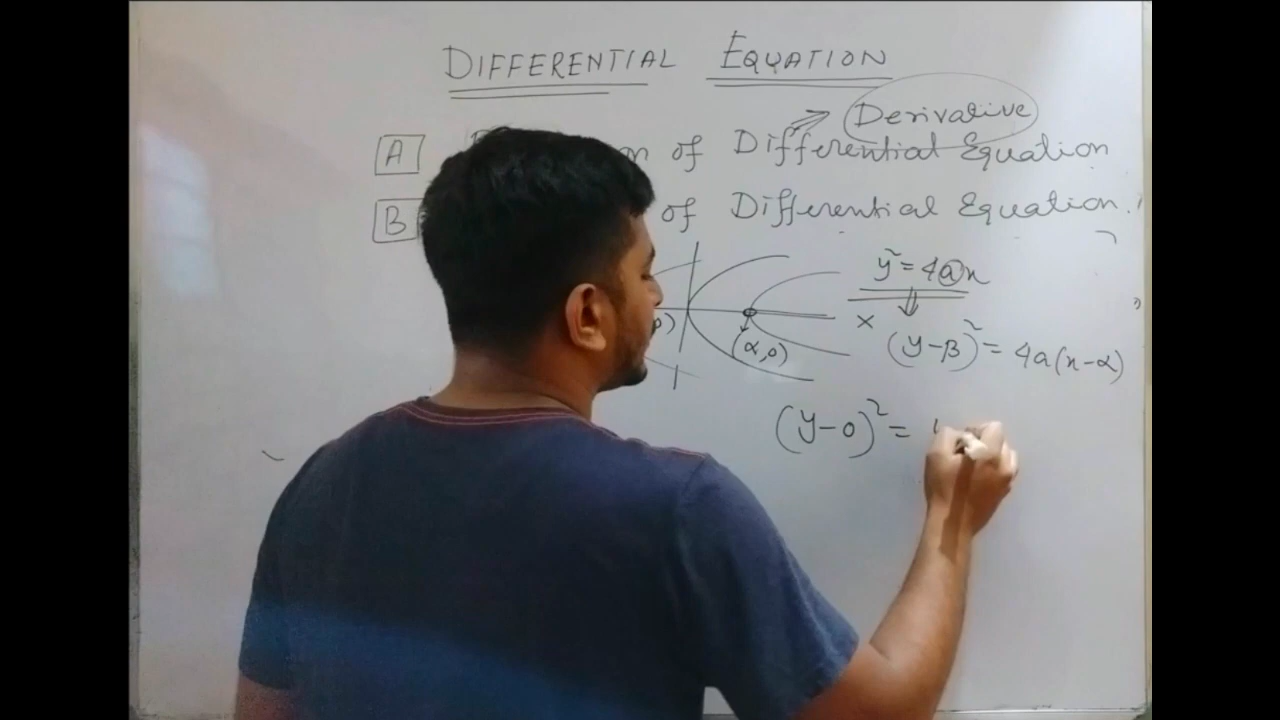 DIFFERENTIAL EQUATION
Derivative
A of Differential Equation
B of Differential Equation.
y² = 4ax
x
(y-β)² = 4a(x-α)
(α,0)
(y-0)² =